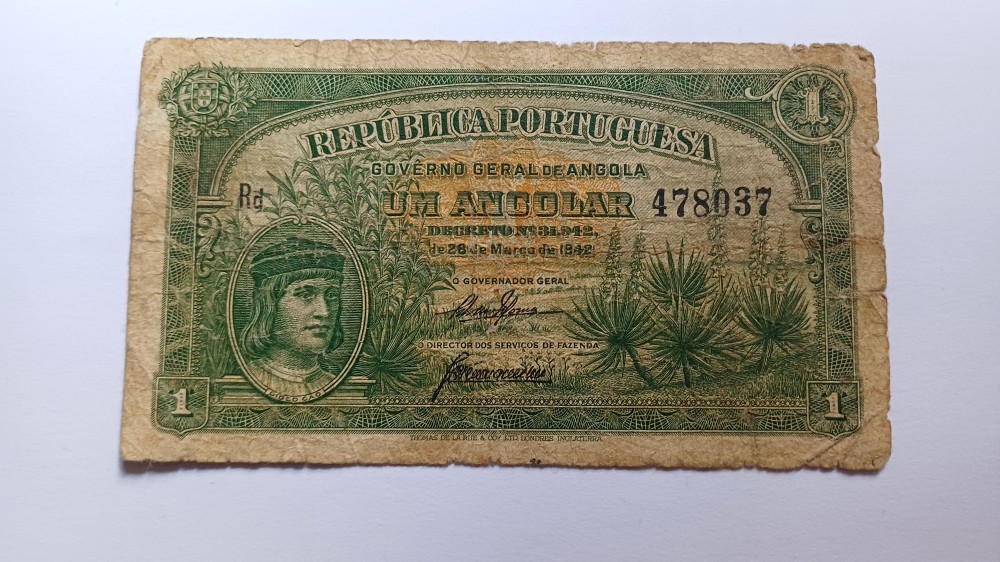 1
REPÚBLICA PORTUGUESA
GOVÊRNO GERAL DE ANGOLA
Rd
UM ANGOLAR
478037
DECRETO Nº 31.942,
de 28 de Março de 1942
O GOVERNADOR GERAL
O DIRECTOR DOS SERVIÇOS DE FAZENDA
DIOGO CÃO
1
1
THOMAS DE LA RUE & COY. LTD. LONDRES INGLATERRA